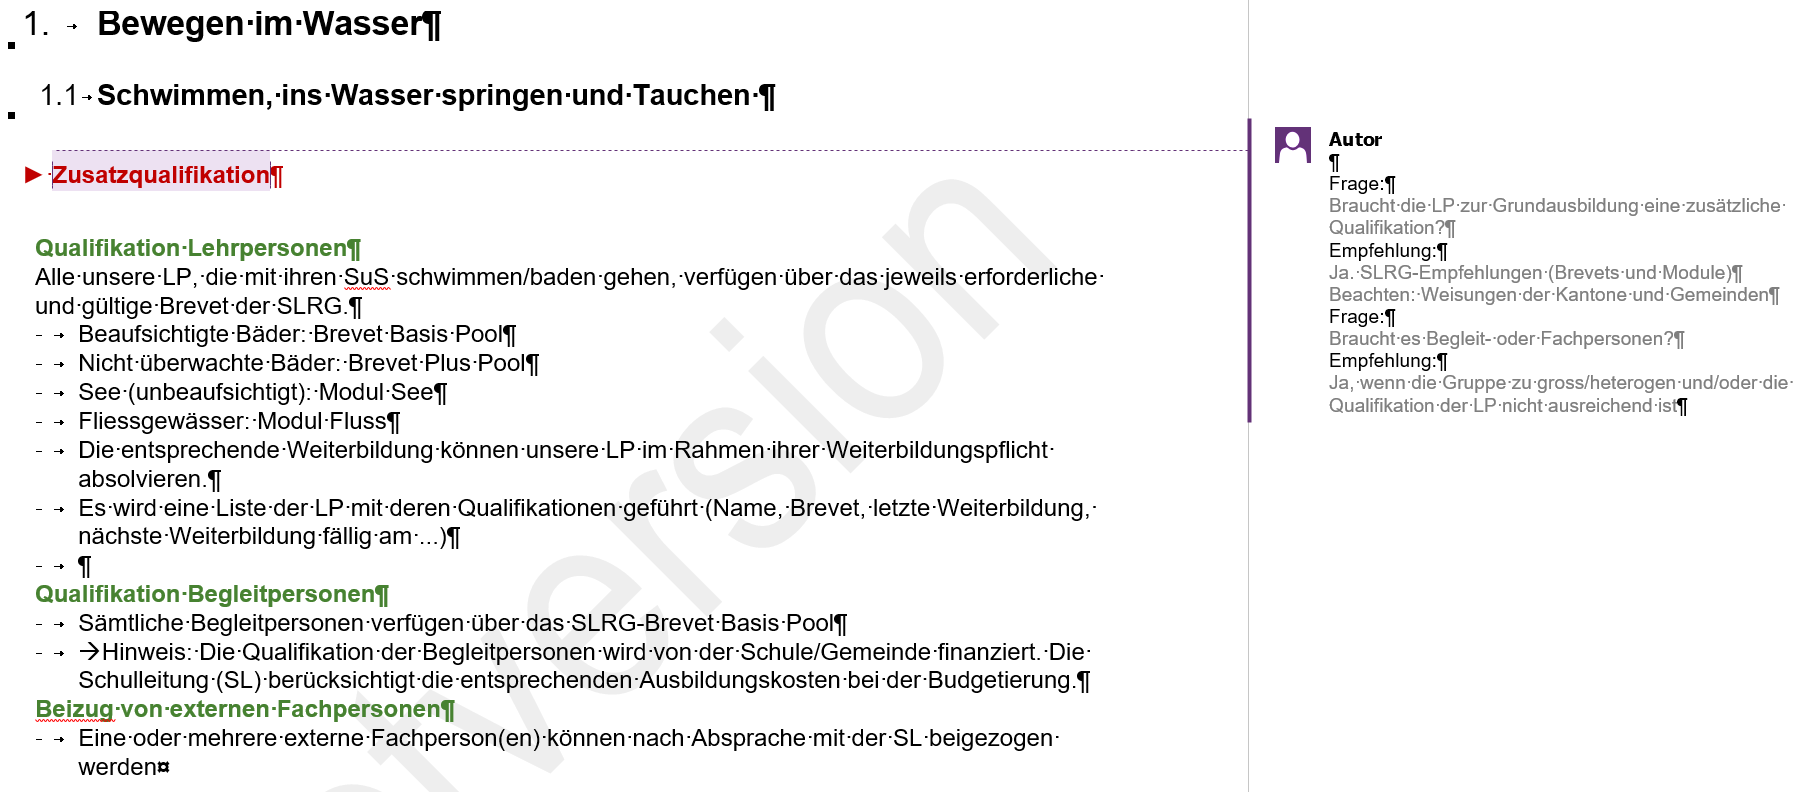 1. Bewegen im Wasser¶
1.1 Schwimmen, ins Wasser springen und Tauchen ¶
► Zusatzqualifikation¶
Qualifikation Lehrpersonen¶
Alle unsere LP, die mit ihren SuS schwimmen/baden gehen, verfügen über das jeweils erforderliche
und gültige Brevet der SLRG.¶
- Beaufsichtigte Bäder: Brevet Basis Pool¶
- Nicht überwachte Bäder: Brevet Plus Pool¶
- See (unbeaufsichtigt): Modul See¶
- Fliessgewässer: Modul Fluss¶
- Die entsprechende Weiterbildung können unsere LP im Rahmen ihrer Weiterbildungspflicht
absolvieren.¶
- Es wird eine Liste der LP mit deren Qualifikationen geführt (Name, Brevet, letzte Weiterbildung,
nächste Weiterbildung fällig am ...)¶
- ¶
Qualifikation Begleitpersonen¶
- Sämtliche Begleitpersonen verfügen über das SLRG-Brevet Basis Pool¶
- →Hinweis: Die Qualifikation der Begleitpersonen wird von der Schule/Gemeinde finanziert. Die
Schulleitung (SL) berücksichtigt die entsprechenden Ausbildungskosten bei der Budgetierung.¶
Beizug von externen Fachpersonen¶
- Eine oder mehrere externe Fachperson(en) können nach Absprache mit der SL beigezogen
werden¤
Autor
¶
Frage:¶
Braucht die LP zur Grundausbildung eine zusätzliche
Qualifikation?¶
Empfehlung:¶
Ja. SLRG-Empfehlungen (Brevets und Module)¶
Beachten: Weisungen der Kantone und Gemeinden¶
Frage:¶
Braucht es Begleit- oder Fachpersonen?¶
Empfehlung:¶
Ja, wenn die Gruppe zu gross/heterogen und/oder die
Qualifikation der LP nicht ausreichend ist¶
etversion